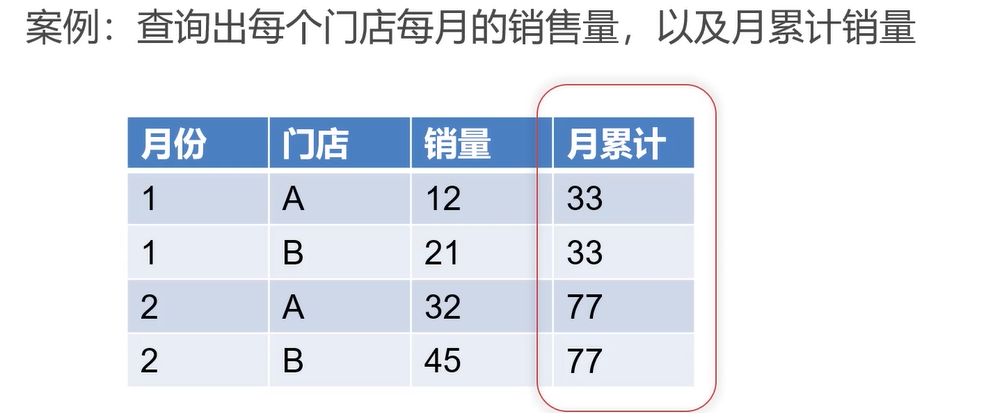 案例：查询出每个门店每月的销售量，以及月累计销量
月份 门店 销量 月累计
1 A 12 33
1 B 21 33
2 A 32 77
2 B 45 77